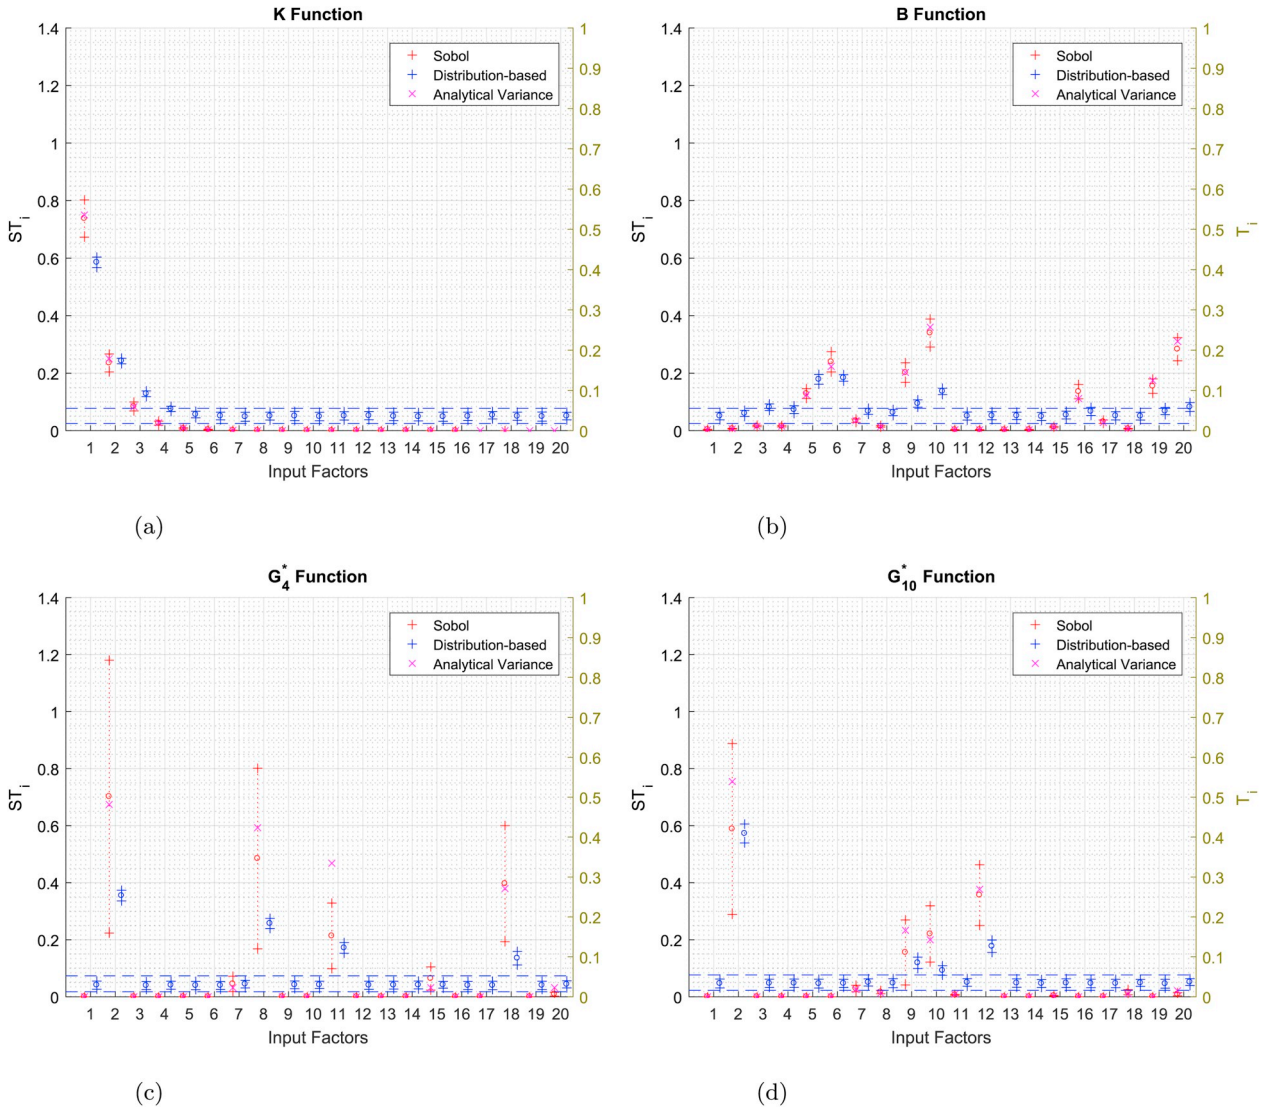 K Function
1.4
1.2
1
0.8
0.6
0.4
0.2
0
ST_i
1
0.9
0.8
0.7
0.6
0.5
0.4
0.3
0.2
0.1
0
Sobol
Distribution-based
Analytical Variance
1 2 3 4 5 6 7 8 9 10 11 12 13 14 15 16 17 18 19 20
Input Factors
(a)
B Function
1.4
1.2
1
0.8
0.6
0.4
0.2
0
ST_i
1
0.9
0.8
0.7
0.6
0.5
0.4
0.3
0.2
0.1
0
T_i
Sobol
Distribution-based
Analytical Variance
1 2 3 4 5 6 7 8 9 10 11 12 13 14 15 16 17 18 19 20
Input Factors
(b)
G*_4 Function
1.4
1.2
1
0.8
0.6
0.4
0.2
0
ST_i
1
0.9
0.8
0.7
0.6
0.5
0.4
0.3
0.2
0.1
0
Sobol
Distribution-based
Analytical Variance
1 2 3 4 5 6 7 8 9 10 11 12 13 14 15 16 17 18 19 20
Input Factors
(c)
G*_10 Function
1.4
1.2
1
0.8
0.6
0.4
0.2
0
ST_i
1
0.9
0.8
0.7
0.6
0.5
0.4
0.3
0.2
0.1
0
T_i
Sobol
Distribution-based
Analytical Variance
1 2 3 4 5 6 7 8 9 10 11 12 13 14 15 16 17 18 19 20
Input Factors
(d)